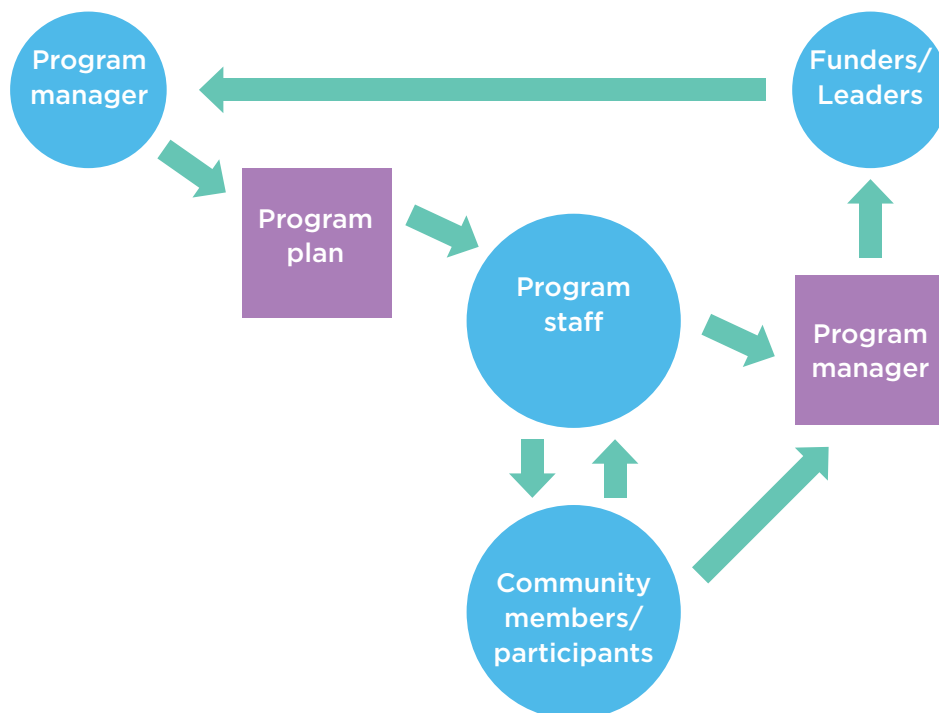 Program
manager
Funders/
Leaders
Program
plan
Program
staff
Program
manager
Community
members/
participants